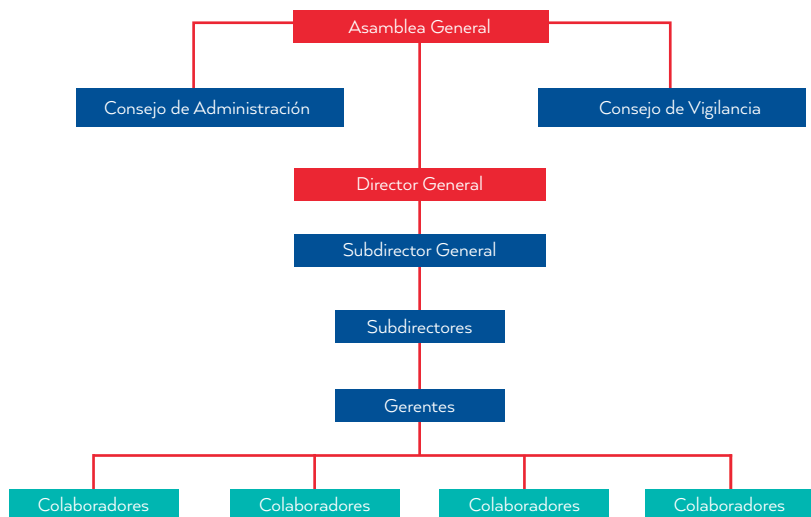 Asamblea General
Consejo de Administración
Consejo de Vigilancia
Director General
Subdirector General
Subdirectores
Gerentes
Colaboradores
Colaboradores
Colaboradores
Colaboradores